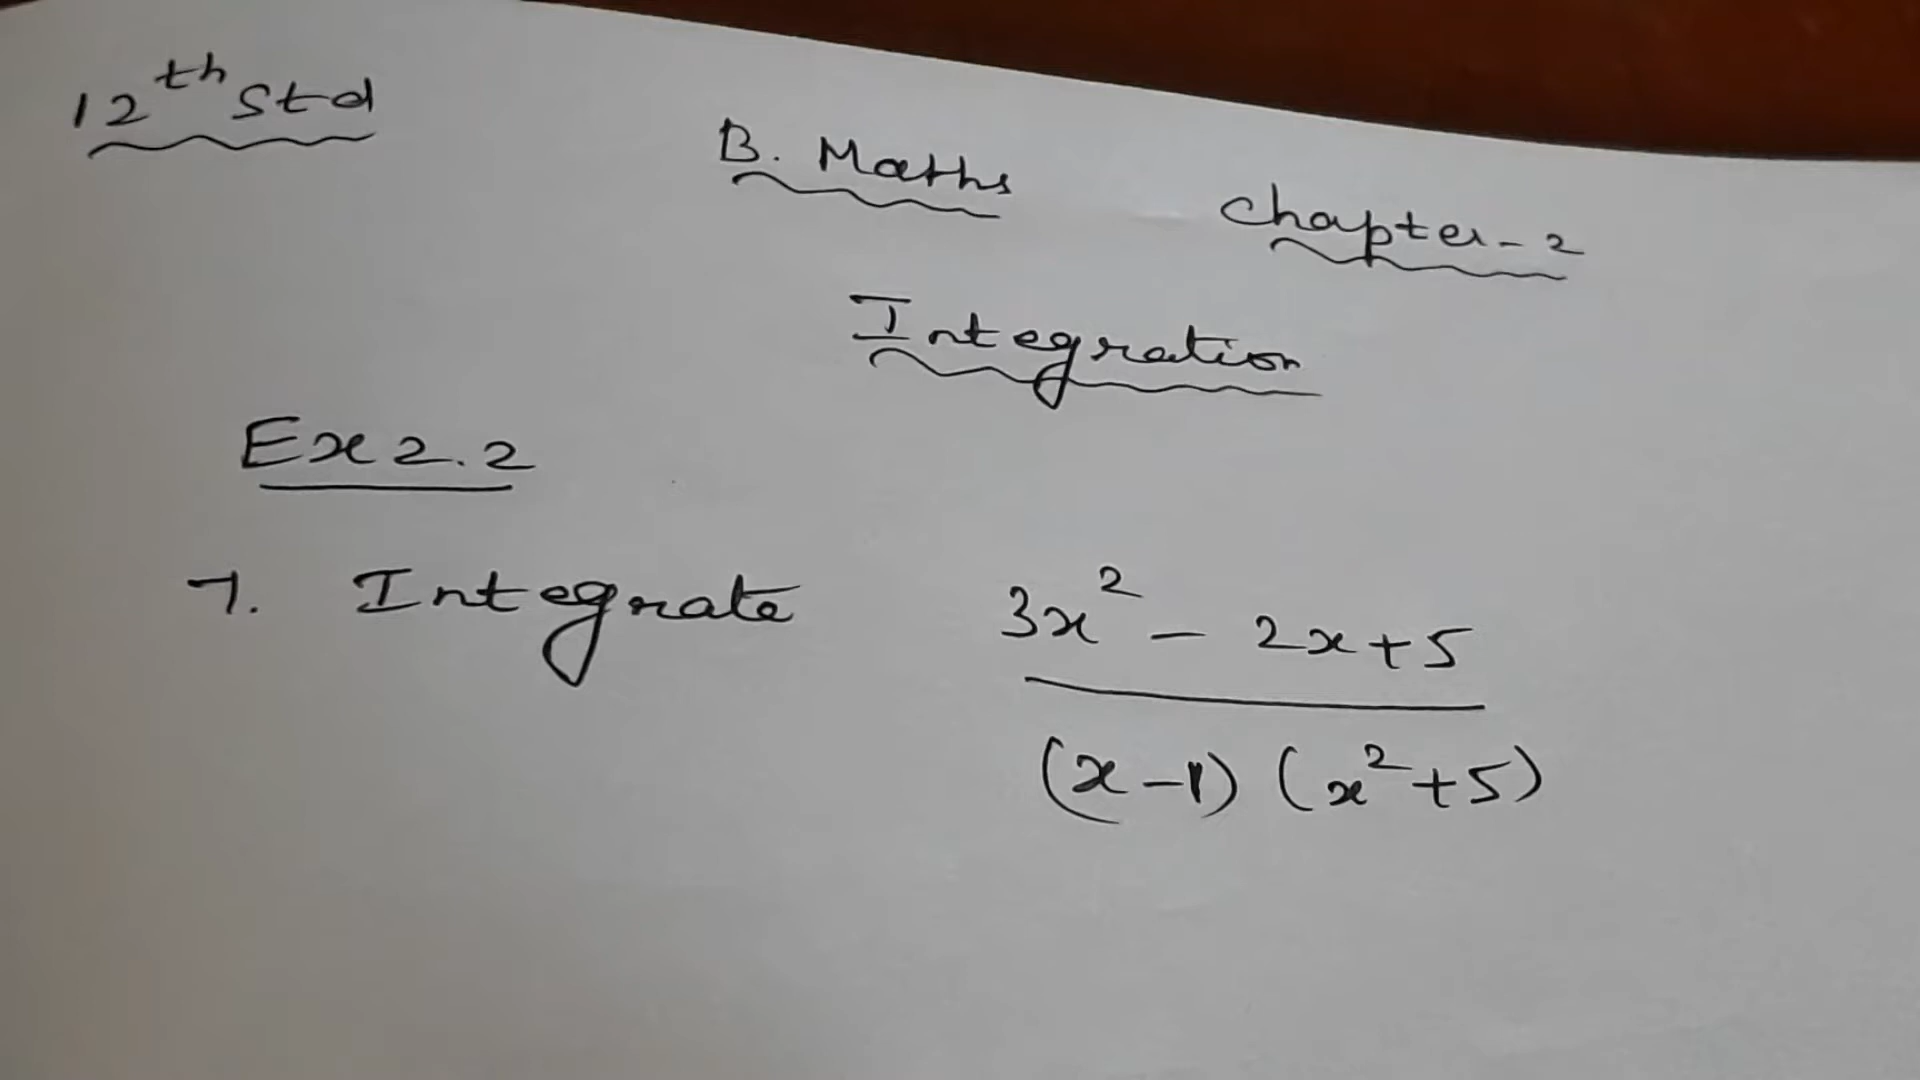 12th Std
B. Maths
Chapter-2
Integration
Ex 2.2
7. Integrate 3x² - 2x+5
(x-1) (x²+5)